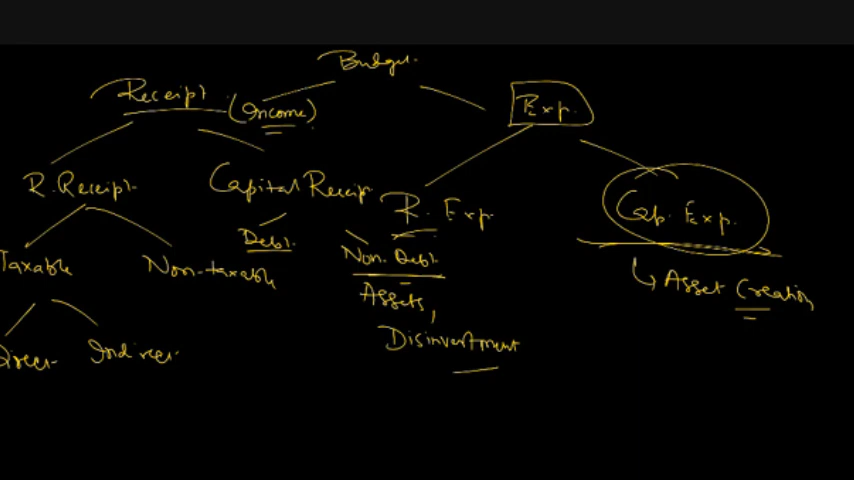 Budget
Receipt (Income) Exp.
R. Receipt Capital Receipt R. Exp. Cap. Exp.
Debt Non. Debt
Taxable Non-taxable Assets, ↳ Asset Creation
Direct Indirect Disinvestment